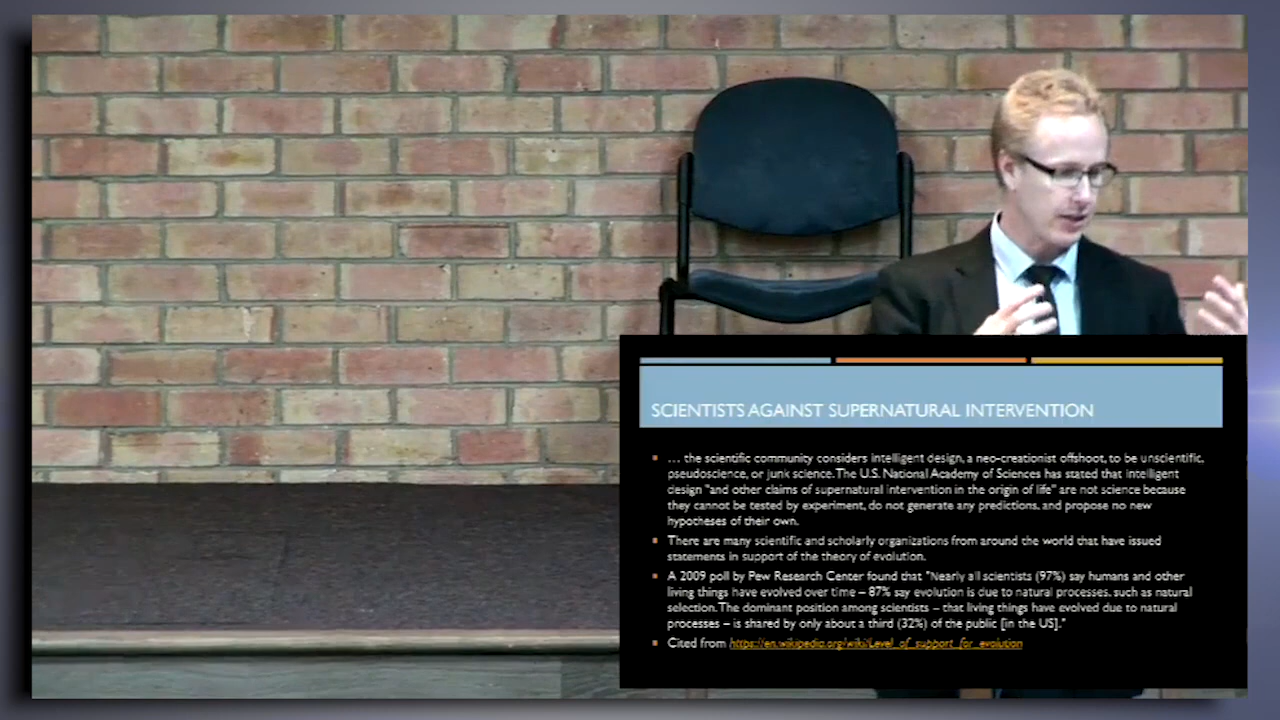 SCIENTISTS AGAINST SUPERNATURAL INTERVENTION
… the scientific community considers intelligent design, a neo-creationist offshoot, to be unscientific,
pseudoscience, or junk science. The U.S. National Academy of Sciences has stated that intelligent
design "and other claims of supernatural intervention in the origin of life" are not science because
they cannot be tested by experiment, do not generate any predictions, and propose no new
hypotheses of their own.
There are many scientific and scholarly organizations from around the world that have issued
statements in support of the theory of evolution.
A 2009 poll by Pew Research Center found that "Nearly all scientists (97%) say humans and other
living things have evolved over time – 87% say evolution is due to natural processes, such as natural
selection. The dominant position among scientists – that living things have evolved due to natural
processes – is shared by only about a third (32%) of the public [in the US]."
Cited from https://en.wikipedia.org/wiki/Level_of_support_for_evolution